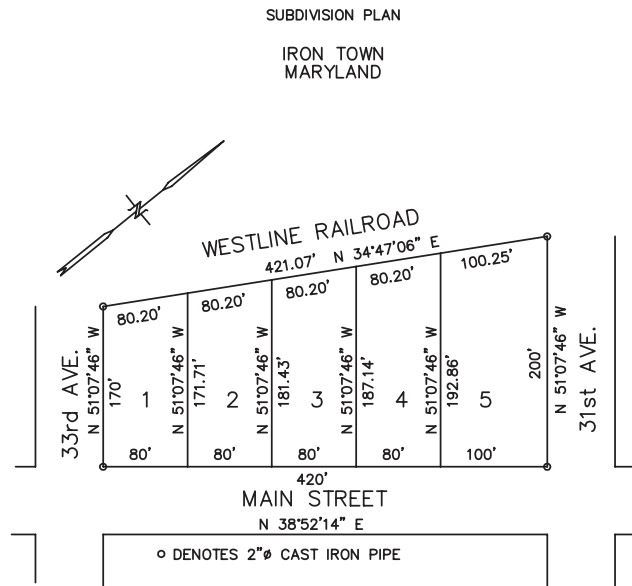 SUBDIVISION PLAN
IRON TOWN
MARYLAND
WESTLINE RAILROAD
421.07' N 34°47'06" E
80.20'
80.20'
80.20'
80.20'
100.25'
33rd AVE.
N 51°07'46" W
170'
1
N 51°07'46" W
171.71'
2
N 51°07'46" W
181.43'
3
N 51°07'46" W
187.14'
4
N 51°07'46" W
192.86'
5
200'
N 51°07'46" W
31st AVE.
80'
80'
80'
80'
100'
420'
MAIN STREET
N 38°52'14" E
o DENOTES 2"ø CAST IRON PIPE